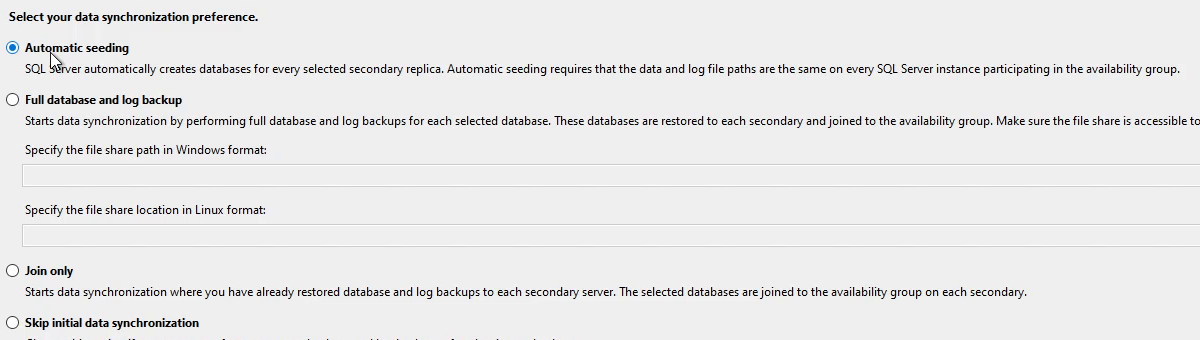 Select your data synchronization preference.
Automatic seeding
SQL Server automatically creates databases for every selected secondary replica. Automatic seeding requires that the data and log file paths are the same on every SQL Server instance participating in the availability group.
Full database and log backup
Starts data synchronization by performing full database and log backups for each selected database. These databases are restored to each secondary and joined to the availability group. Make sure the file share is accessible to
Specify the file share path in Windows format:
Specify the file share location in Linux format:
Join only
Starts data synchronization where you have already restored database and log backups to each secondary server. The selected databases are joined to the availability group on each secondary.
Skip initial data synchronization